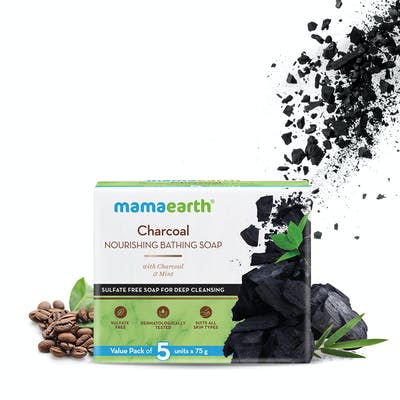 mamaearth®
Charcoal
NOURISHING BATHING SOAP
with Charcoal
& Mint
SULFATE FREE SOAP FOR DEEP CLEANSING
SULFATE FREE
DERMATOLOGICALLY TESTED
SUITS ALL SKIN TYPES
Value Pack of 5 units x 75 g